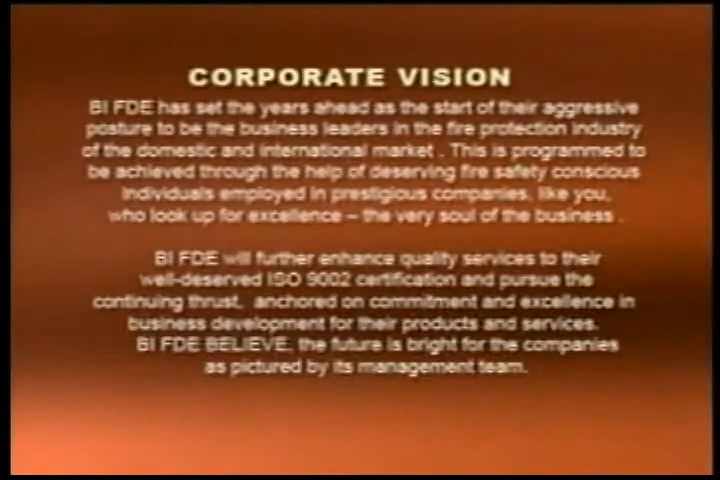 CORPORATE VISION
BI FDE has set the years ahead as the start of their aggressive
posture to be the business leaders in the fire protection industry
of the domestic and international market . This is programmed to
be achieved through the help of deserving fire safety conscious
individuals employed in prestigious companies, like you,
who look up for excellence – the very soul of the business .
BI FDE will further enhance quality services to their
well-deserved ISO 9002 certification and pursue the
continuing thrust, anchored on commitment and excellence in
business development for their products and services.
BI FDE BELIEVE, the future is bright for the companies
as pictured by its management team.